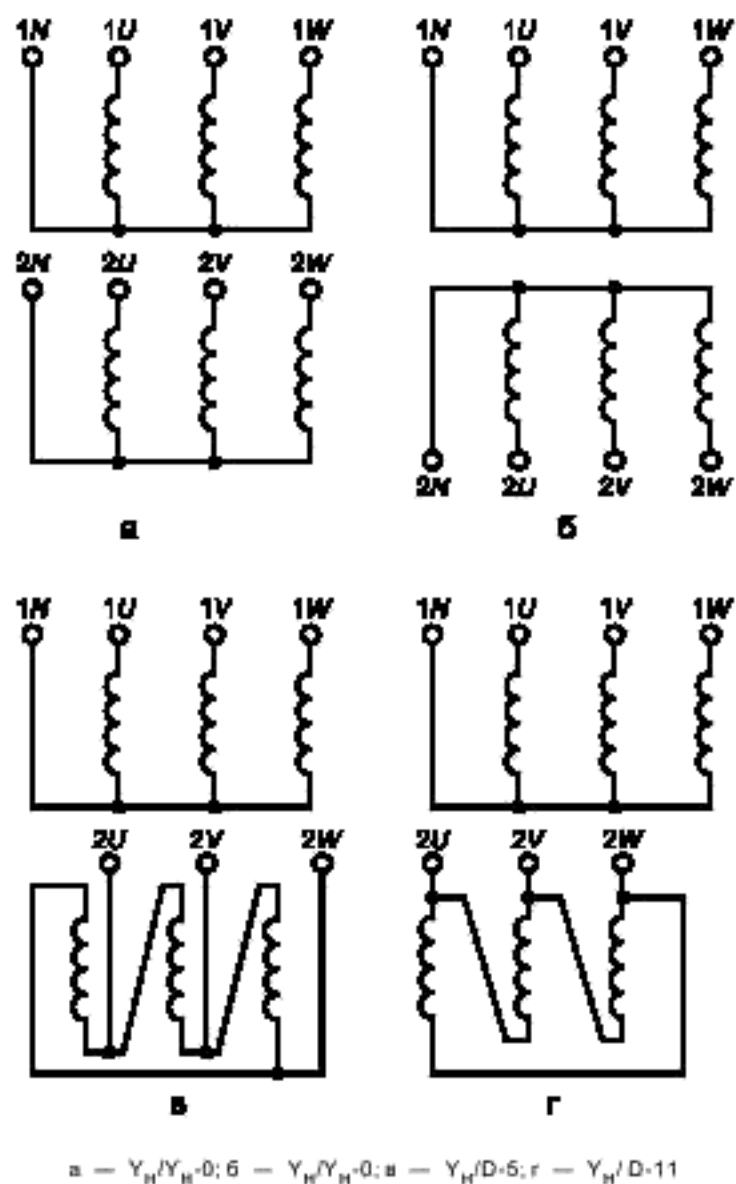 1N 1U 1V 1W 1N 1U 1V 1W
2N 2U 2V 2W
2N 2U 2V 2W
а б
1N 1U 1V 1W 1N 1U 1V 1W
2U 2V 2W 2U 2V 2W
в г
а — Yн/Yн-0; б — Yн/Yн-0; в — Yн/D-5; г — Yн/D-11